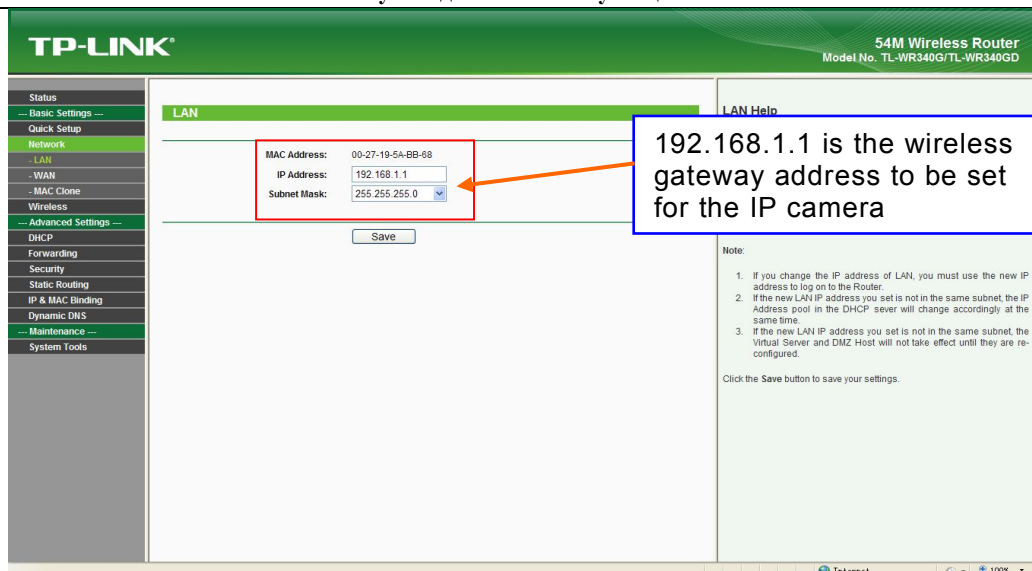 TP-LINK®
54M Wireless Router
Model No. TL-WR340G/TL-WR340GD
Status
--- Basic Settings ---
Quick Setup
Network
- LAN
- WAN
- MAC Clone
Wireless
--- Advanced Settings ---
DHCP
Forwarding
Security
Static Routing
IP & MAC Binding
Dynamic DNS
--- Maintenance ---
System Tools
LAN
MAC Address: 00-27-19-5A-BB-68
IP Address: 192.168.1.1
Subnet Mask: 255.255.255.0
Save
LAN Help
192.168.1.1 is the wireless
gateway address to be set
for the IP camera
Note:
1. If you change the IP address of LAN, you must use the new IP
address to log on to the Router.
2. If the new LAN IP address you set is not in the same subnet, the IP
Address pool in the DHCP sever will change accordingly at the
same time.
3. If the new LAN IP address you set is not in the same subnet, the
Virtual Server and DMZ Host will not take effect until they are re-
configured.
Click the Save button to save your settings.
Internet
100%